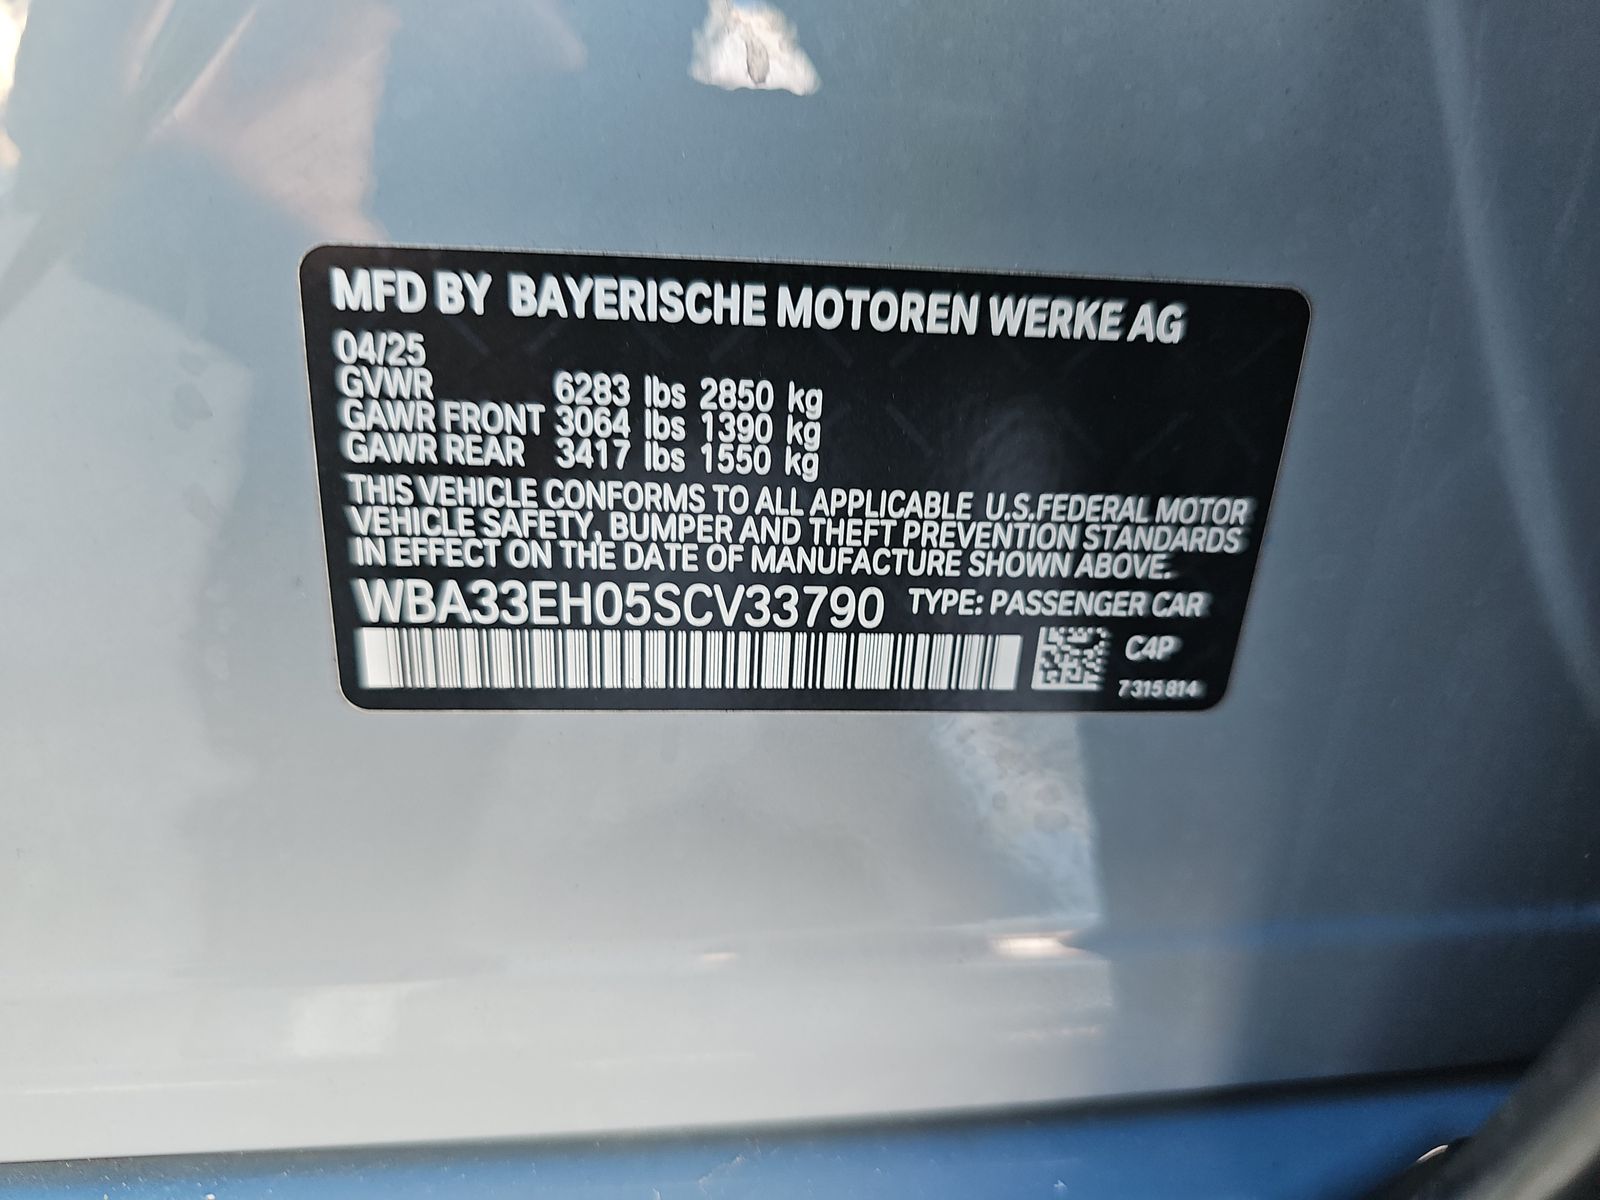 MFD BY BAYERISCHE MOTOREN WERKE AG
04/25
GVWR 6283 lbs 2850 kg
GAWR FRONT 3064 lbs 1390 kg
GAWR REAR 3417 lbs 1550 kg
THIS VEHICLE CONFORMS TO ALL APPLICABLE U.S.FEDERAL MOTOR
VEHICLE SAFETY, BUMPER AND THEFT PREVENTION STANDARDS
IN EFFECT ON THE DATE OF MANUFACTURE SHOWN ABOVE.
WBA33EH05SCV33790 TYPE: PASSENGER CAR
C4P
7 315 814